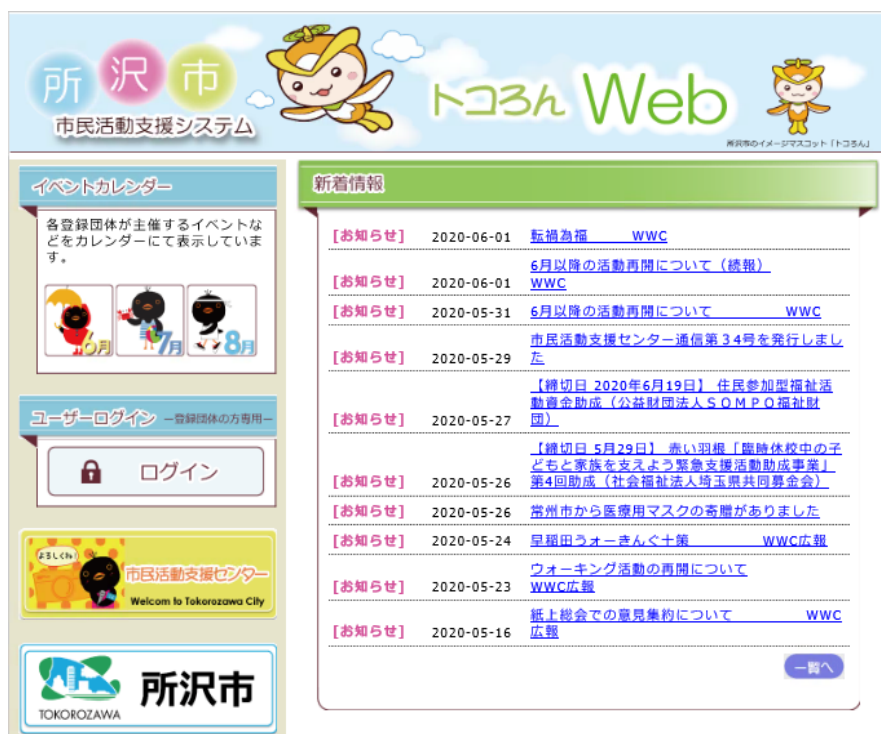 所沢市
市民活動支援システム
トコろん Web
所沢市のイメージマスコット「トコろん」
イベントカレンダー
各登録団体が主催するイベントな
どをカレンダーにて表示していま
す。
6月 7月 8月
ユーザーログイン －登録団体の方専用－
ログイン
よろしくね!
市民活動支援センター
Welcom to Tokorozawa City
所沢市
TOKOROZAWA
新着情報
[お知らせ] 2020-06-01 転禍為福 WWC
6月以降の活動再開について（続報）
[お知らせ] 2020-06-01 WWC
[お知らせ] 2020-05-31 6月以降の活動再開について WWC
市民活動支援センター通信第３４号を発行しまし
[お知らせ] 2020-05-29 た
【締切日 2020年6月19日】 住民参加型福祉活
動資金助成（公益財団法人ＳＯＭＰＯ福祉財
[お知らせ] 2020-05-27 団）
【締切日 5月29日】 赤い羽根「臨時休校中の子
どもと家族を支えよう緊急支援活動助成事業」
[お知らせ] 2020-05-26 第4回助成（社会福祉法人埼玉県共同募金会）
[お知らせ] 2020-05-26 常州市から医療用マスクの寄贈がありました
[お知らせ] 2020-05-24 早稲田うォーきんぐ十策 WWC広報
ウォーキング活動の再開について
[お知らせ] 2020-05-23 WWC広報
紙上総会での意見集約について WWC
[お知らせ] 2020-05-16 広報
一覧へ